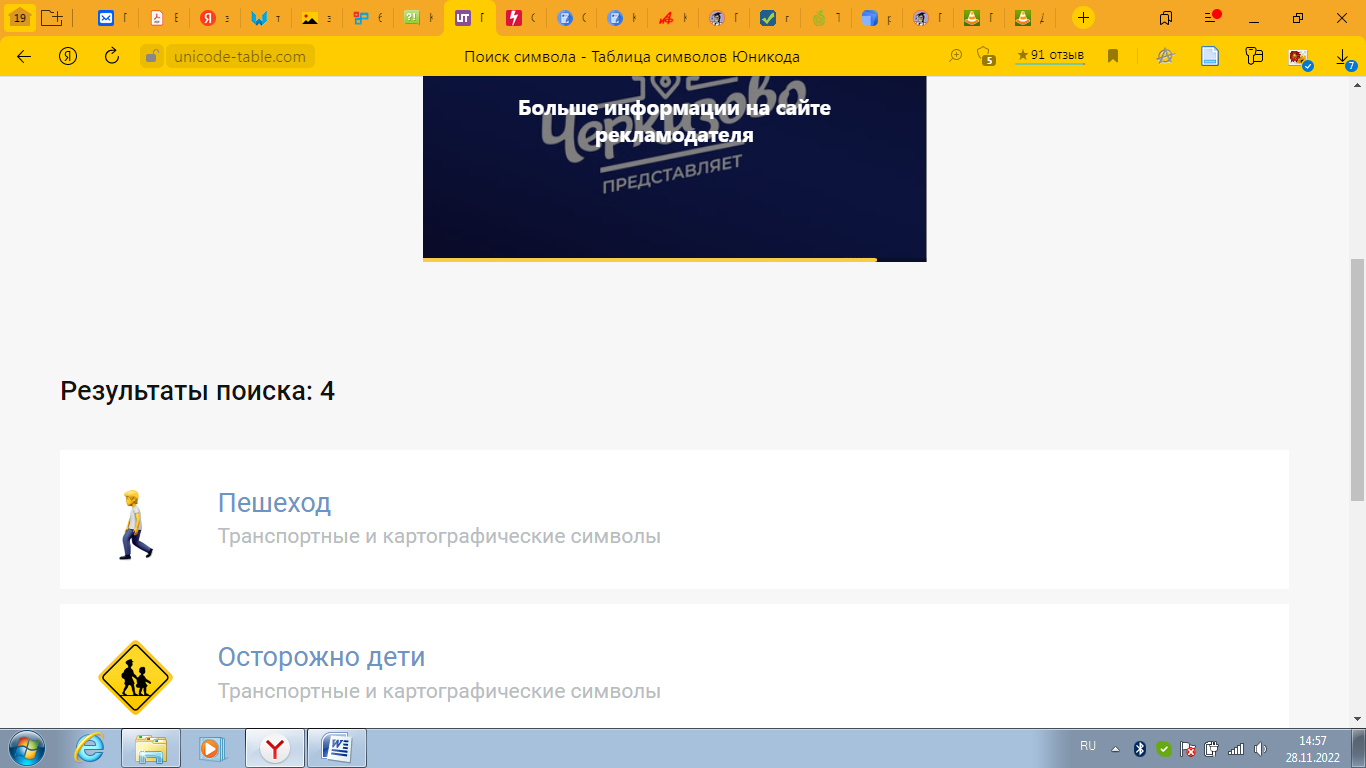 19
unicode-table.com
Поиск символа - Таблица символов Юникода
5
★ 91 отзыв
7
Больше информации на сайте
рекламодателя
Черкизово
ПРЕДСТАВЛЯЕТ
Результаты поиска: 4
Пешеход
Транспортные и картографические символы
Осторожно дети
Транспортные и картографические символы
RU
14:57
28.11.2022